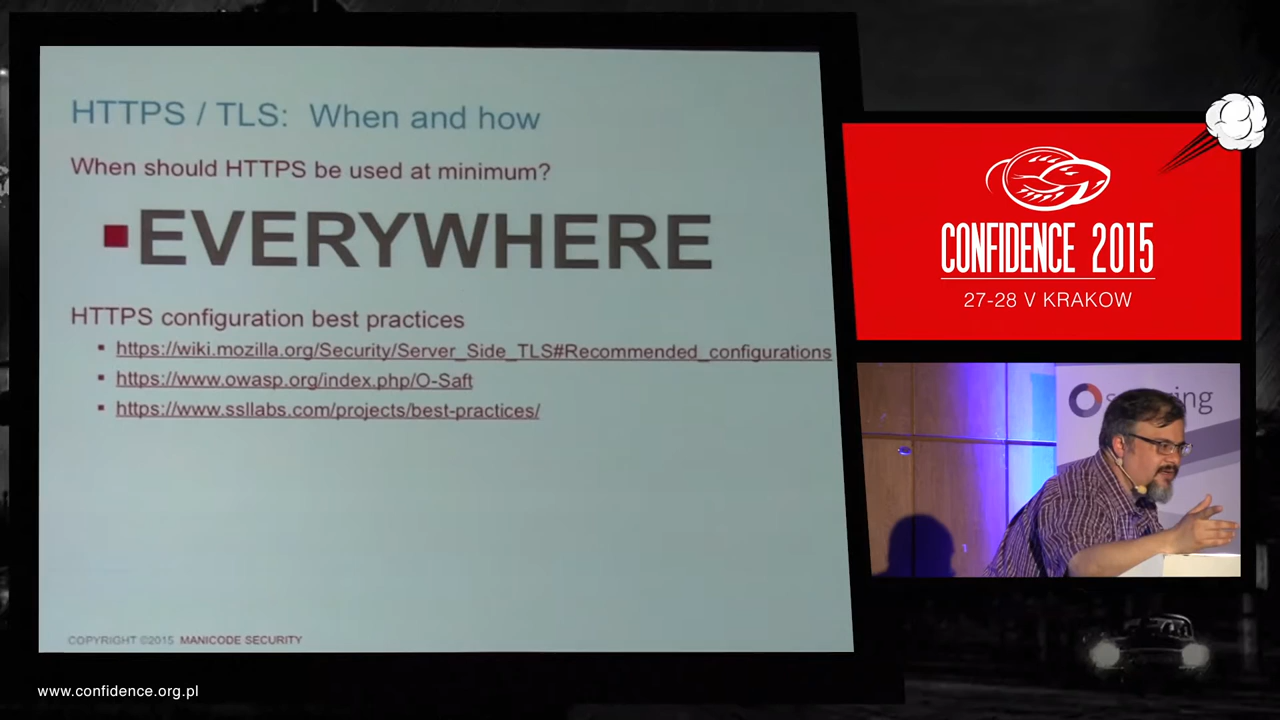 HTTPS / TLS: When and how
When should HTTPS be used at minimum?
EVERYWHERE
HTTPS configuration best practices
https://wiki.mozilla.org/Security/Server_Side_TLS#Recommended_configurations
https://www.owasp.org/index.php/O-Saft
https://www.ssllabs.com/projects/best-practices/
COPYRIGHT ©2015 MANICODE SECURITY
CONFIDENCE 2015
27-28 V KRAKOW
www.confidence.org.pl